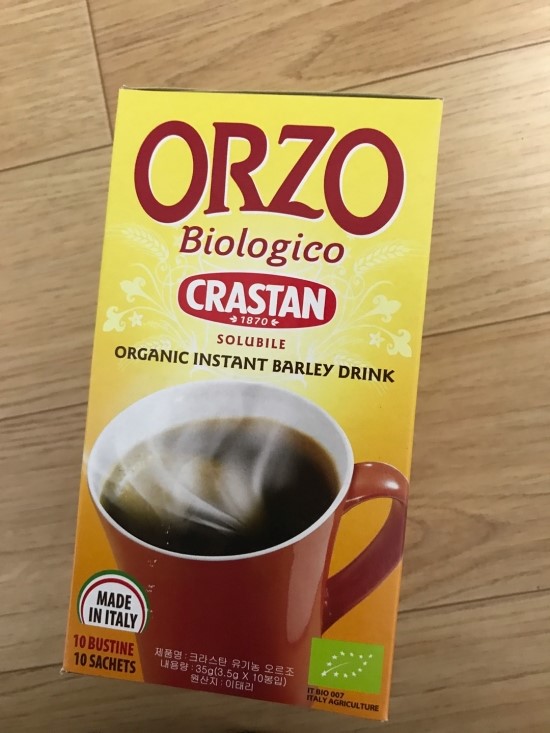 ORZO
Biologico
CRASTAN
1870
SOLUBILE
ORGANIC INSTANT BARLEY DRINK
MADE
IN ITALY
10 BUSTINE
10 SACHETS
제품명 : 크라스탄 유기농 오르조
내용량 : 35g(3.5g X 10봉입)
원산지 : 이태리
IT BIO 007
ITALY AGRICULTURE